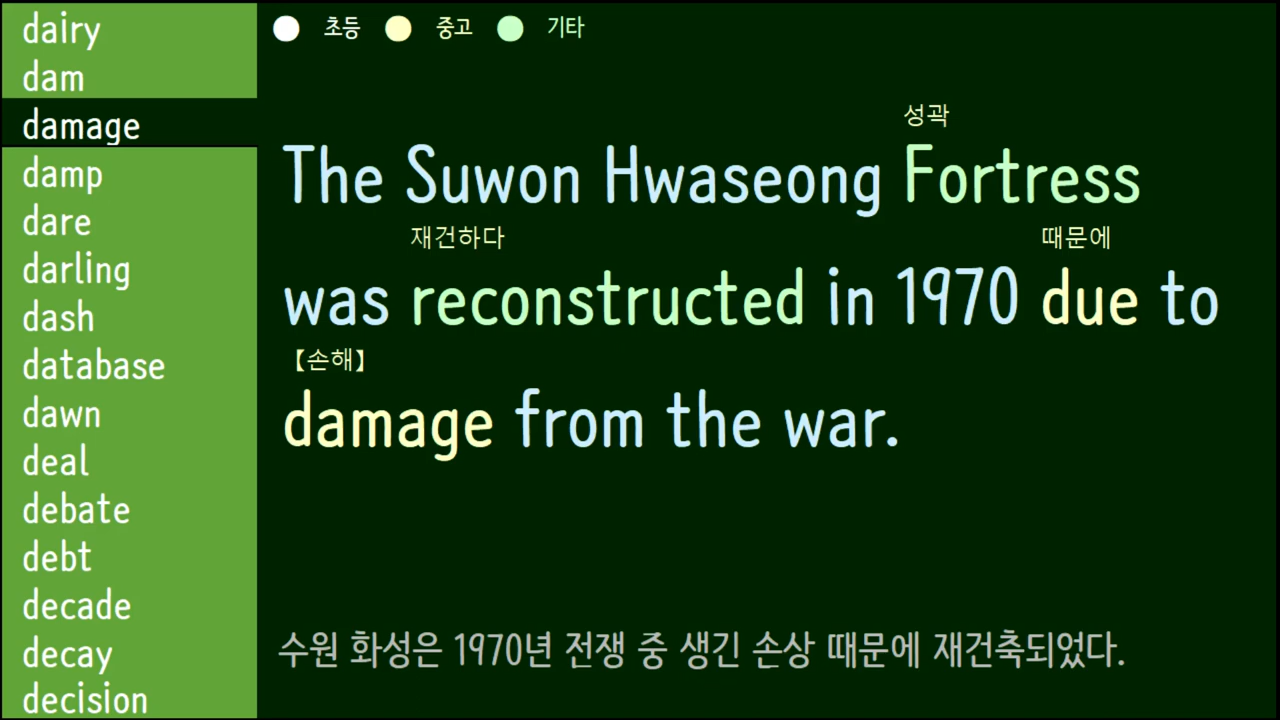 dairy
dam
damage
damp
dare
darling
dash
database
dawn
deal
debate
debt
decade
decay
decision
초등 중고 기타
성곽
The Suwon Hwaseong Fortress
재건하다 때문에
was reconstructed in 1970 due to
【손해】
damage from the war.
수원 화성은 1970년 전쟁 중 생긴 손상 때문에 재건축되었다.